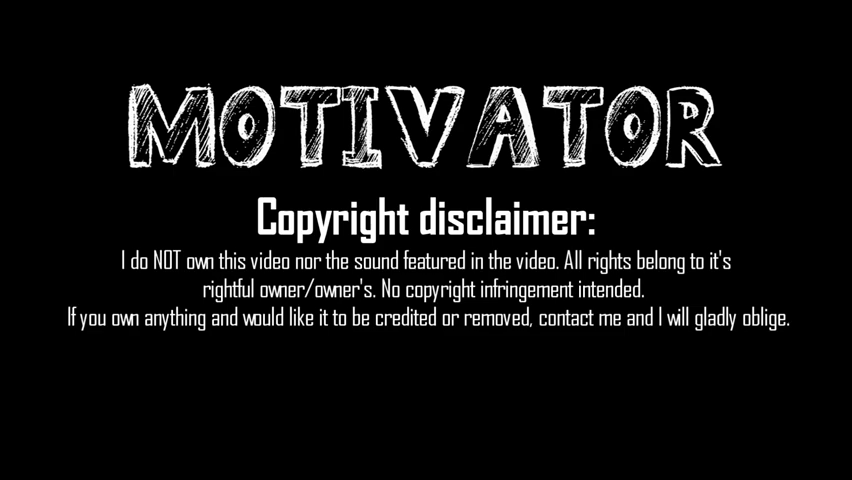 MOTIVATOR
Copyright disclaimer:
I do NOT own this video nor the sound featured in the video. All rights belong to it's
rightful owner/owner's. No copyright infringement intended.
If you own anything and would like it to be credited or removed, contact me and I will gladly oblige.